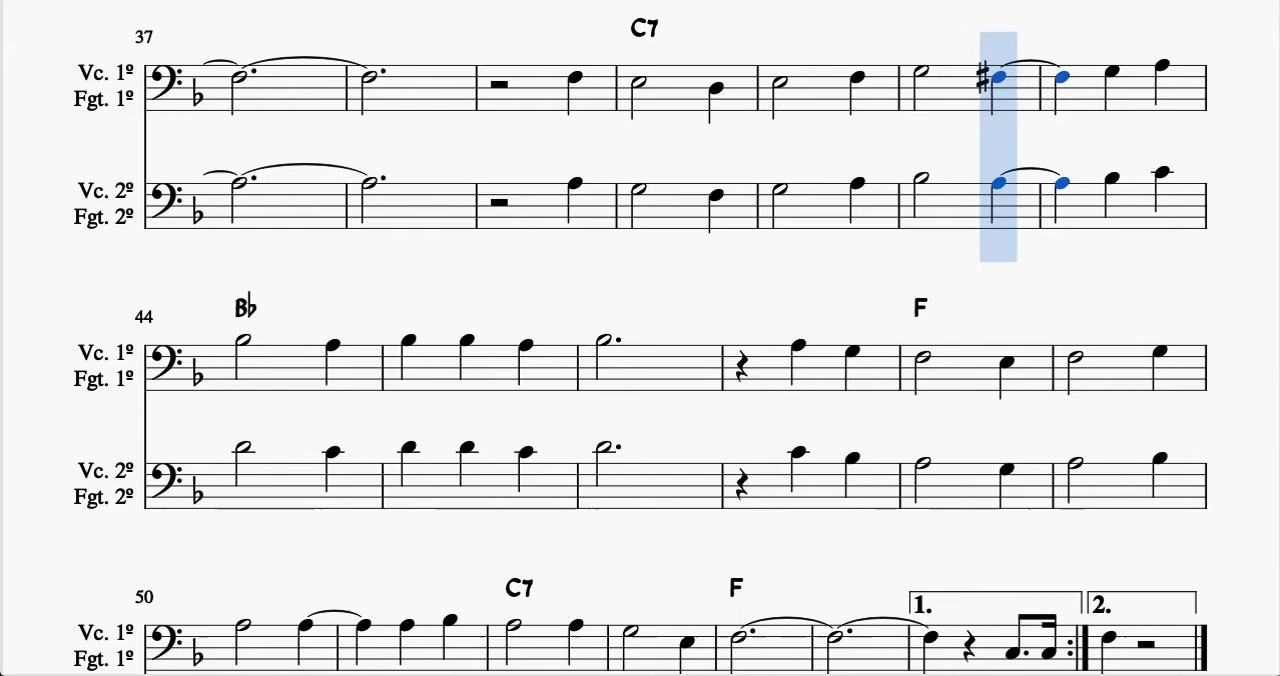 37
C7
Vc. 1º
Fgt. 1º
Vc. 2º
Fgt. 2º
44
B♭
F
Vc. 1º
Fgt. 1º
Vc. 2º
Fgt. 2º
50
C7
F
1.
2.
Vc. 1º
Fgt. 1º